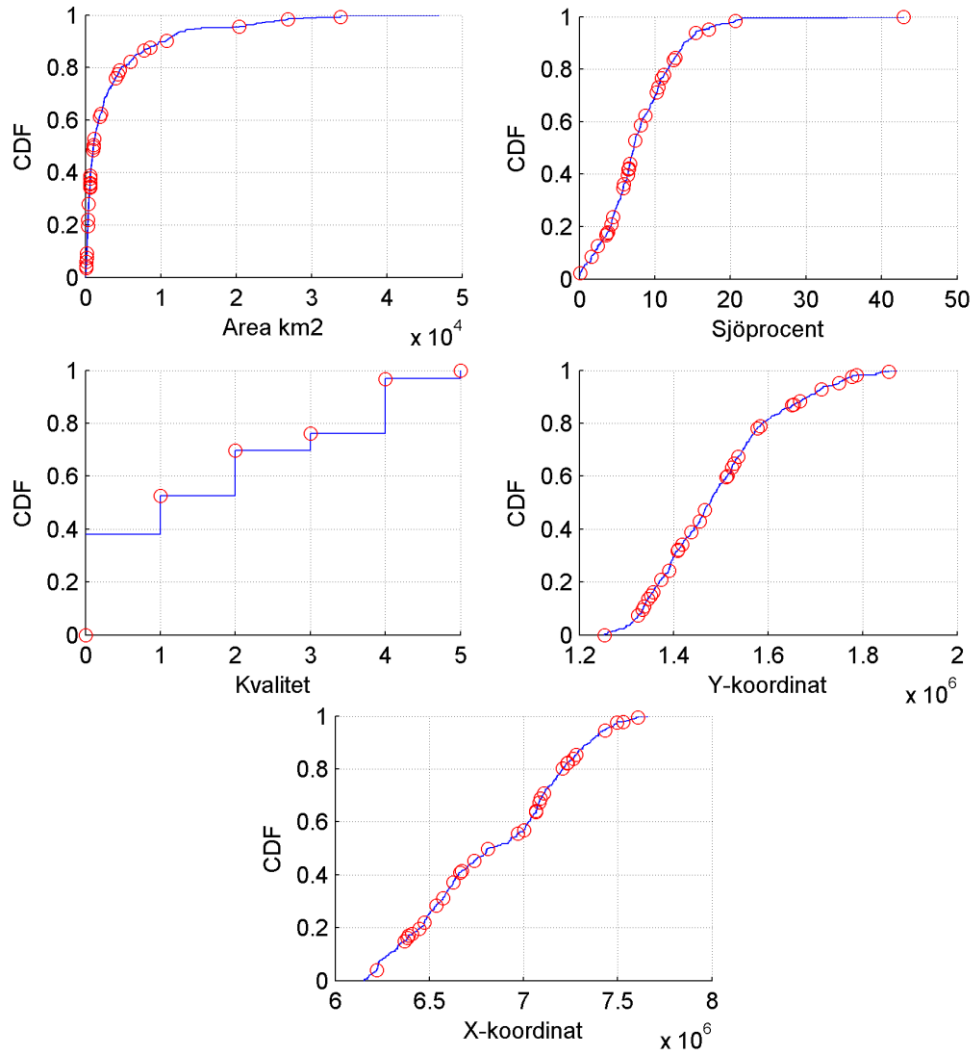 1
0.8
0.6
0.4
0.2
0
CDF
0 1 2 3 4 5
Area km2
x 10^4
1
0.8
0.6
0.4
0.2
0
CDF
0 10 20 30 40 50
Sjöprocent
1
0.8
0.6
0.4
0.2
0
CDF
0 1 2 3 4 5
Kvalitet
1
0.8
0.6
0.4
0.2
0
CDF
1.2 1.4 1.6 1.8 2
Y-koordinat
x 10^6
1
0.8
0.6
0.4
0.2
0
CDF
6 6.5 7 7.5 8
X-koordinat
x 10^6